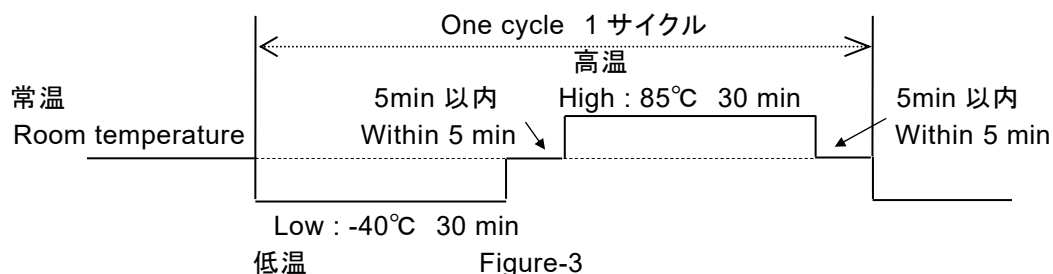 One cycle 1 サイクル
高温
常温
Room temperature
5min 以内
Within 5 min
High : 85℃ 30 min
5min 以内
Within 5 min
Low : -40℃ 30 min
低温
Figure-3